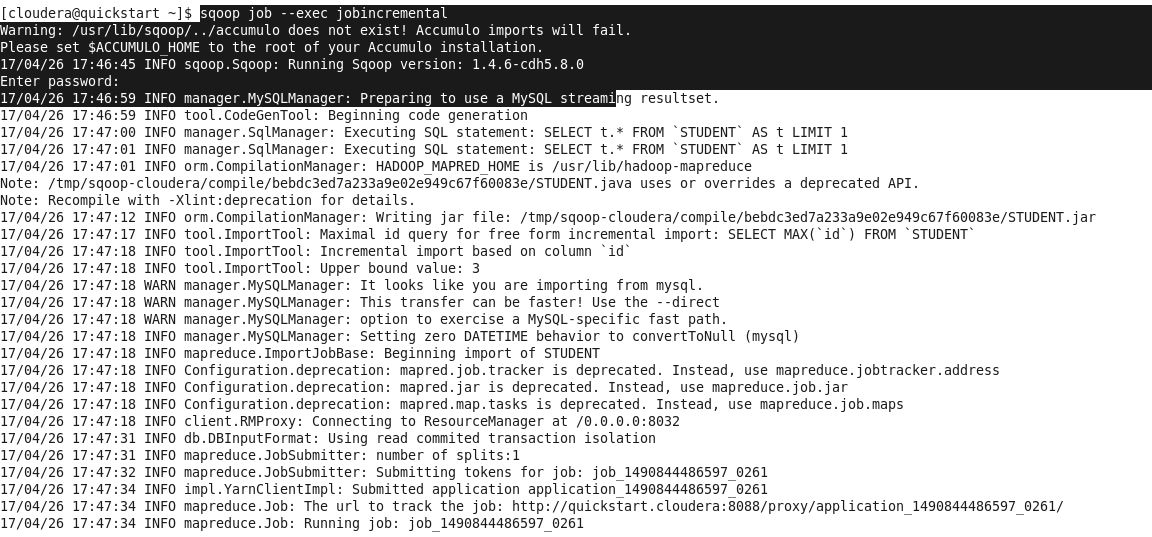 [cloudera@quickstart ~]$ sqoop job --exec jobincremental
Warning: /usr/lib/sqoop/../accumulo does not exist! Accumulo imports will fail.
Please set $ACCUMULO_HOME to the root of your Accumulo installation.
17/04/26 17:46:45 INFO sqoop.Sqoop: Running Sqoop version: 1.4.6-cdh5.8.0
Enter password:
17/04/26 17:46:59 INFO manager.MySQLManager: Preparing to use a MySQL streaming resultset.
17/04/26 17:46:59 INFO tool.CodeGenTool: Beginning code generation
17/04/26 17:47:00 INFO manager.SqlManager: Executing SQL statement: SELECT t.* FROM `STUDENT` AS t LIMIT 1
17/04/26 17:47:01 INFO manager.SqlManager: Executing SQL statement: SELECT t.* FROM `STUDENT` AS t LIMIT 1
17/04/26 17:47:01 INFO orm.CompilationManager: HADOOP_MAPRED_HOME is /usr/lib/hadoop-mapreduce
Note: /tmp/sqoop-cloudera/compile/bebdc3ed7a233a9e02e949c67f60083e/STUDENT.java uses or overrides a deprecated API.
Note: Recompile with -Xlint:deprecation for details.
17/04/26 17:47:12 INFO orm.CompilationManager: Writing jar file: /tmp/sqoop-cloudera/compile/bebdc3ed7a233a9e02e949c67f60083e/STUDENT.jar
17/04/26 17:47:17 INFO tool.ImportTool: Maximal id query for free form incremental import: SELECT MAX(`id`) FROM `STUDENT`
17/04/26 17:47:18 INFO tool.ImportTool: Incremental import based on column `id`
17/04/26 17:47:18 INFO tool.ImportTool: Upper bound value: 3
17/04/26 17:47:18 WARN manager.MySQLManager: It looks like you are importing from mysql.
17/04/26 17:47:18 WARN manager.MySQLManager: This transfer can be faster! Use the --direct
17/04/26 17:47:18 WARN manager.MySQLManager: option to exercise a MySQL-specific fast path.
17/04/26 17:47:18 INFO manager.MySQLManager: Setting zero DATETIME behavior to convertToNull (mysql)
17/04/26 17:47:18 INFO mapreduce.ImportJobBase: Beginning import of STUDENT
17/04/26 17:47:18 INFO Configuration.deprecation: mapred.job.tracker is deprecated. Instead, use mapreduce.jobtracker.address
17/04/26 17:47:18 INFO Configuration.deprecation: mapred.jar is deprecated. Instead, use mapreduce.job.jar
17/04/26 17:47:18 INFO Configuration.deprecation: mapred.map.tasks is deprecated. Instead, use mapreduce.job.maps
17/04/26 17:47:18 INFO client.RMProxy: Connecting to ResourceManager at /0.0.0.0:8032
17/04/26 17:47:31 INFO db.DBInputFormat: Using read commited transaction isolation
17/04/26 17:47:31 INFO mapreduce.JobSubmitter: number of splits:1
17/04/26 17:47:32 INFO mapreduce.JobSubmitter: Submitting tokens for job: job_1490844486597_0261
17/04/26 17:47:34 INFO impl.YarnClientImpl: Submitted application application_1490844486597_0261
17/04/26 17:47:34 INFO mapreduce.Job: The url to track the job: http://quickstart.cloudera:8088/proxy/application_1490844486597_0261/
17/04/26 17:47:34 INFO mapreduce.Job: Running job: job_1490844486597_0261